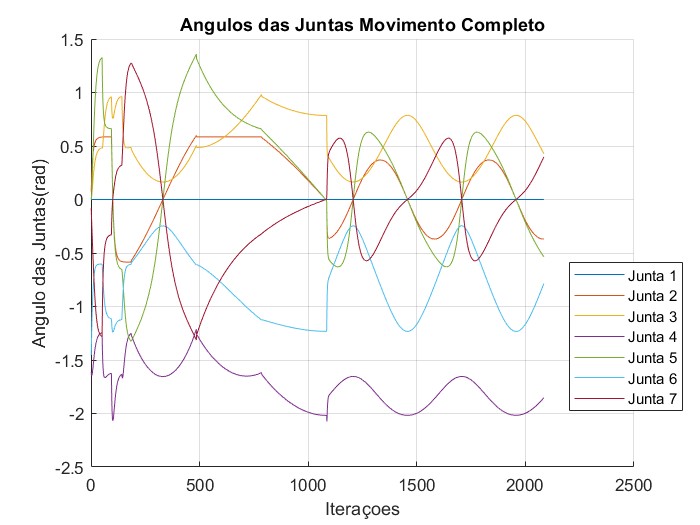 Angulos das Juntas Movimento Completo
1.5
1
0.5
0
-0.5
-1
-1.5
-2
-2.5
Angulo das Juntas(rad)
0
500
1000
1500
2000
2500
Iteraçoes
Junta 1
Junta 2
Junta 3
Junta 4
Junta 5
Junta 6
Junta 7